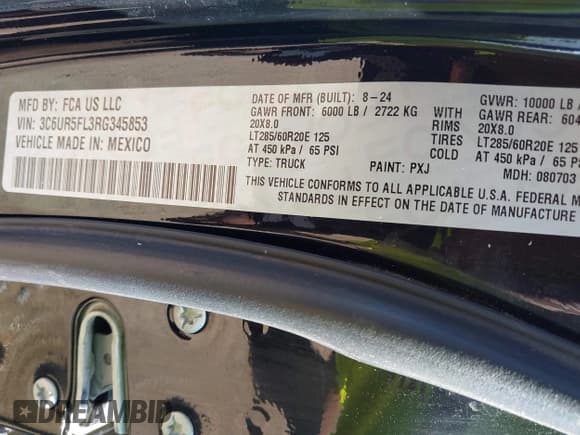 MFD BY: FCA US LLC
VIN: 3C6UR5FL3RG345853
VEHICLE MADE IN: MEXICO
DATE OF MFR (BUILT): 8-24
GAWR FRONT: 6000 LB / 2722 KG
20X8.0
LT285/60R20E 125
AT 450 kPa / 65 PSI
TYPE: TRUCK
PAINT: PXJ
WITH
RIMS
TIRES
COLD
GVWR: 10000 LB /
GAWR REAR: 604
20X8.0
LT285/60R20E 125
AT 450 kPa / 65 P
MDH: 080703
THIS VEHICLE CONFORMS TO ALL APPLICABLE U.S.A. FEDERAL M
STANDARDS IN EFFECT ON THE DATE OF MANUFACTURE
DREAMBID